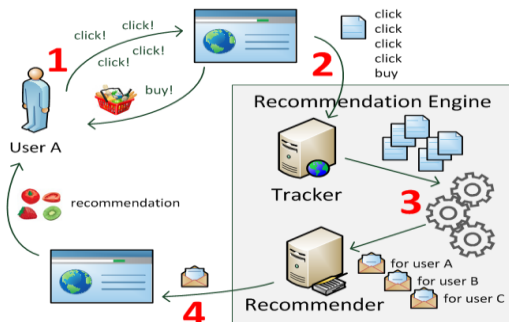 click!
click!
click!
click!
1
buy!
User A
2
click
click
click
click
buy
Recommendation Engine
Tracker
3
Recommender
for user A
for user B
for user C
4
recommendation